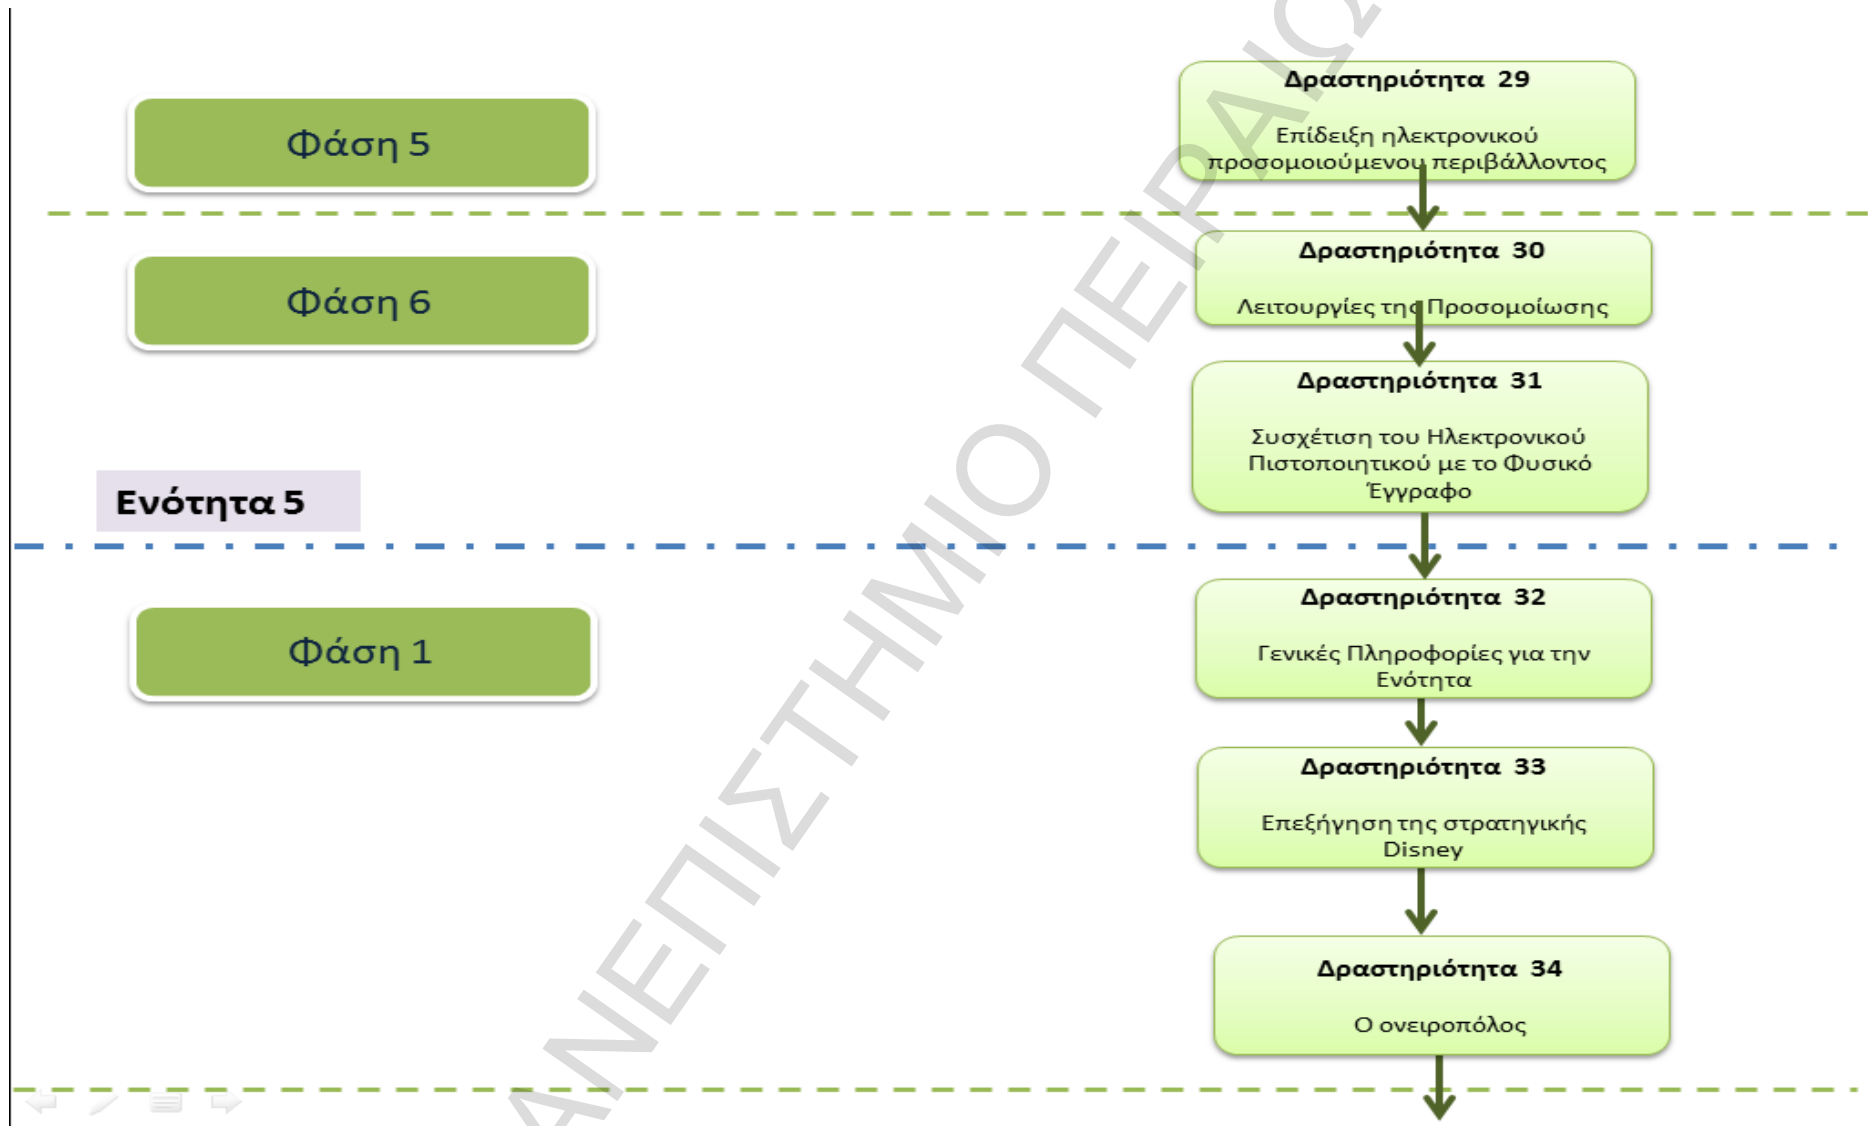 Φάση 5
Δραστηριότητα 29
Επίδειξη ηλεκτρονικού
προσομοιούμενου περιβάλλοντος
Φάση 6
Δραστηριότητα 30
Λειτουργίες της Προσομοίωσης
Δραστηριότητα 31
Συσχέτιση του Ηλεκτρονικού
Πιστοποιητικού με το Φυσικό
Έγγραφο
Ενότητα 5
Φάση 1
Δραστηριότητα 32
Γενικές Πληροφορίες για την
Ενότητα
Δραστηριότητα 33
Επεξήγηση της στρατηγικής
Disney
Δραστηριότητα 34
Ο ονειροπόλος
ΑΝΕΠΙΣΤΗΜΙΟ ΠΕΙΡΑΙΩ